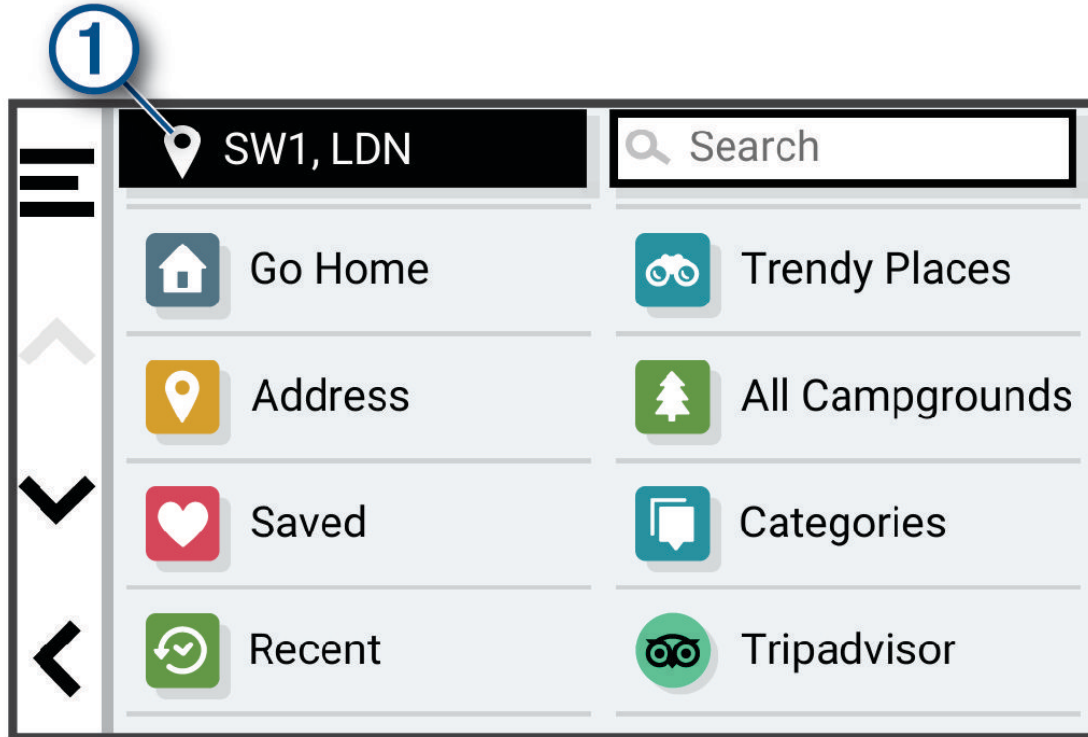 1
SW1, LDN
Search
Go Home
Trendy Places
Address
All Campgrounds
Saved
Categories
Recent
Tripadvisor